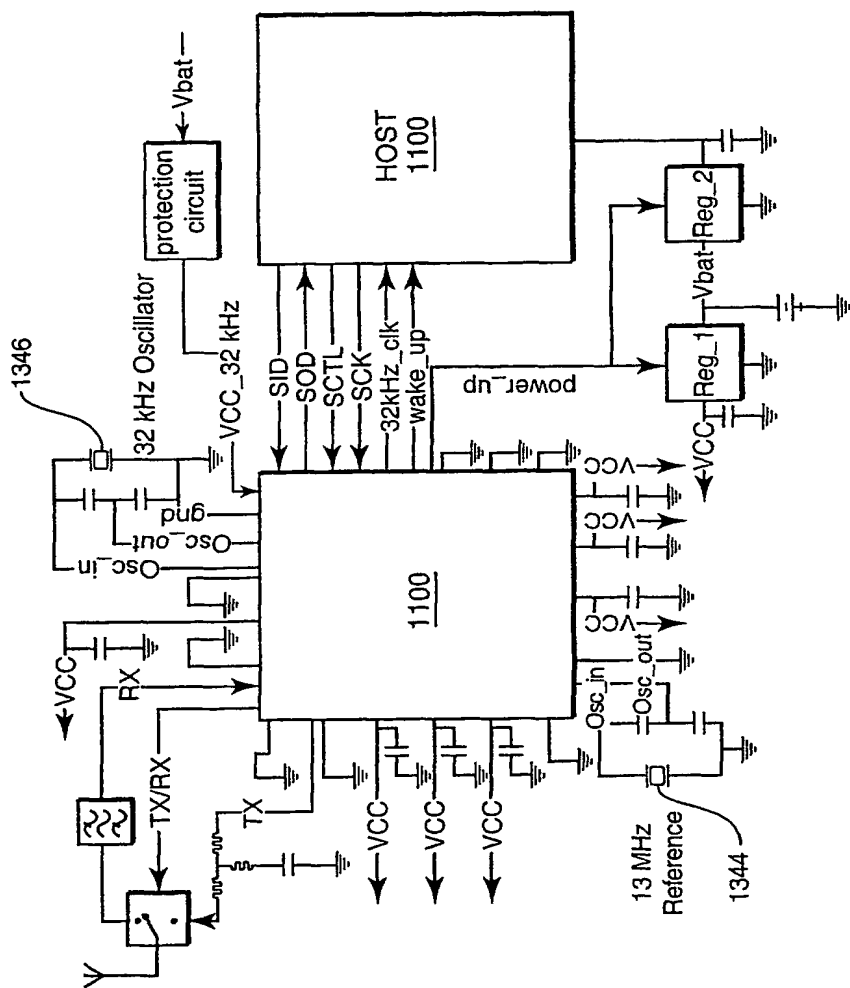 Vbat
protection
circuit
1346
32 kHz Oscillator
VCC_32 kHz
HOST
1100
SID
SOD
SCTL
SCK
32kHz_clk
wake_up
power_up
Vbat
Reg_2
Reg_1
VCC
gnd
Osc_out
Osc_in
VCC
RX
TX/RX
TX
1100
VCC
VCC
VCC
VCC
VCC
VCC
Osc_in
Osc_out
13 MHz
Reference
1344